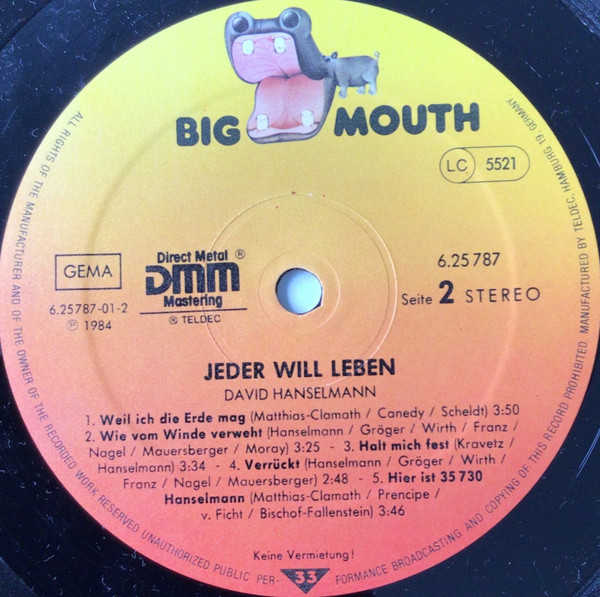 BIG MOUTH
LC 5521
GEMA
6.25787-01-2
℗ 1984
Direct Metal ®
DMM
Mastering
® TELDEC
6.25 787
Seite 2 STEREO
JEDER WILL LEBEN
DAVID HANSELMANN
1. Weil ich die Erde mag (Matthias-Clamath / Canedy / Scheldt) 3:50
2. Wie vom Winde verweht (Hanselmann / Gröger / Wirth / Franz /
Nagel / Mauersberger / Moray) 3:25 - 3. Halt mich fest (Kravetz /
Hanselmann) 3:34 - 4. Verrückt (Hanselmann / Gröger / Wirth /
Franz / Nagel / Mauersberger) 2:48 - 5. Hier ist 35 730
Hanselmann (Matthias-Clamath / Prencipe /
v. Ficht / Bischof-Fallenstein) 3:46
Keine Vermietung!
33
ALL RIGHTS OF THE MANUFACTURER AND OF THE OWNER OF THE RECORDED WORK RESERVED UNAUTHORIZED PUBLIC PER- FORMANCE BROADCASTING AND COPYING OF THIS RECORD PROHIBITED. MANUFACTURED BY TELDEC, HAMBURG 19, GERMANY.